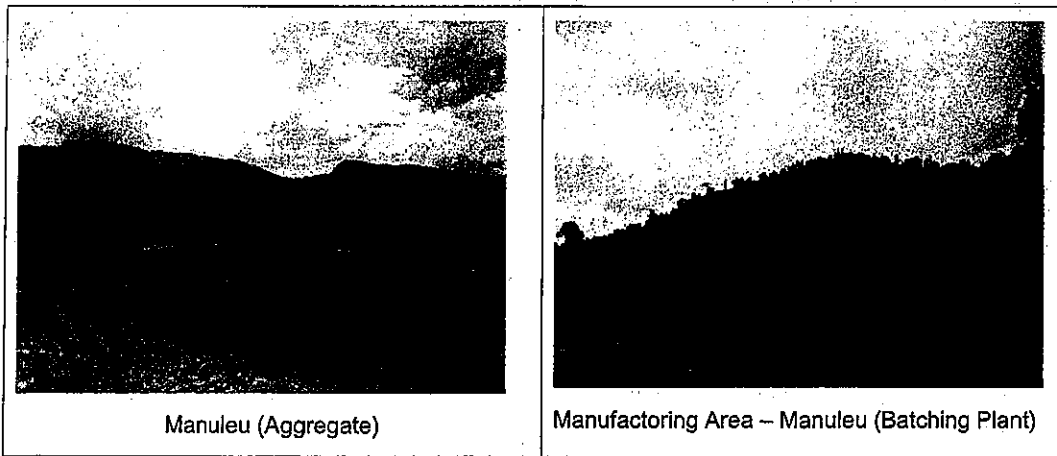 Manuleu (Aggregate)
Manufactoring Area – Manuleu (Batching Plant)